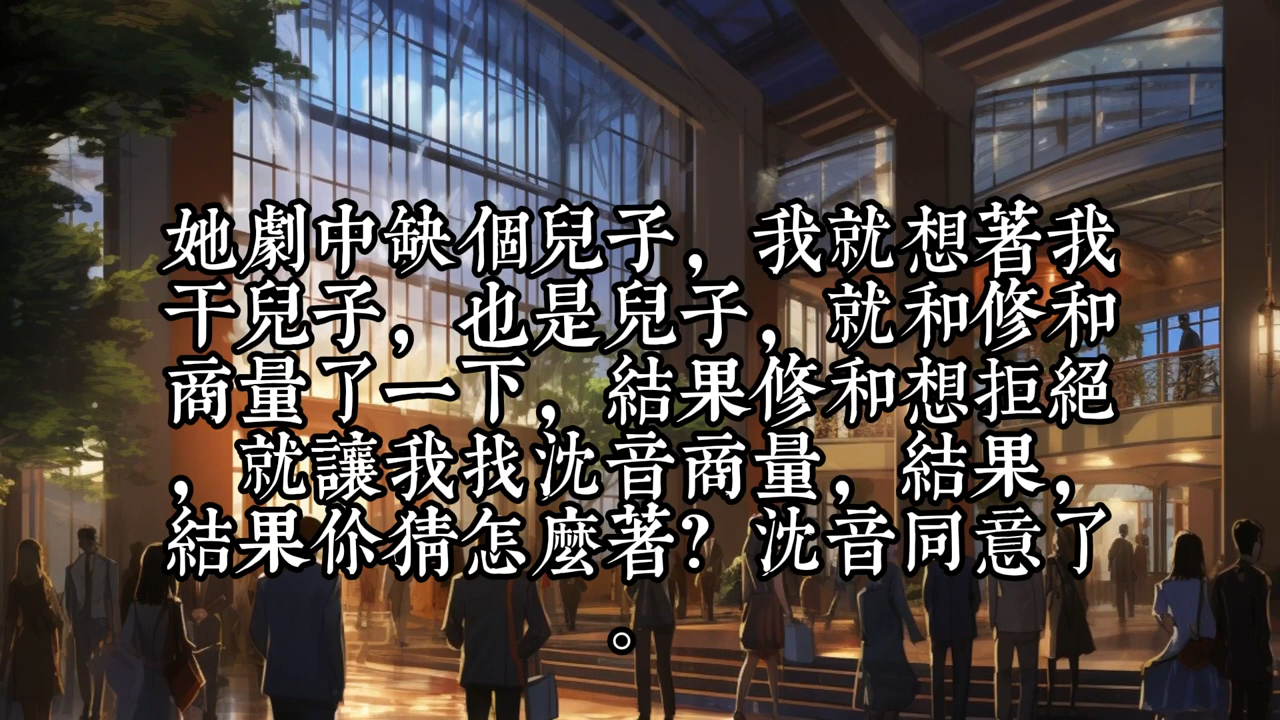 她劇中缺個兒子，我就想著我
干兒子，也是兒子，就和修和
商量了一下，結果修和想拒絕
，就讓我找沈音商量，結果，
結果你猜怎麼著？沈音同意了
。